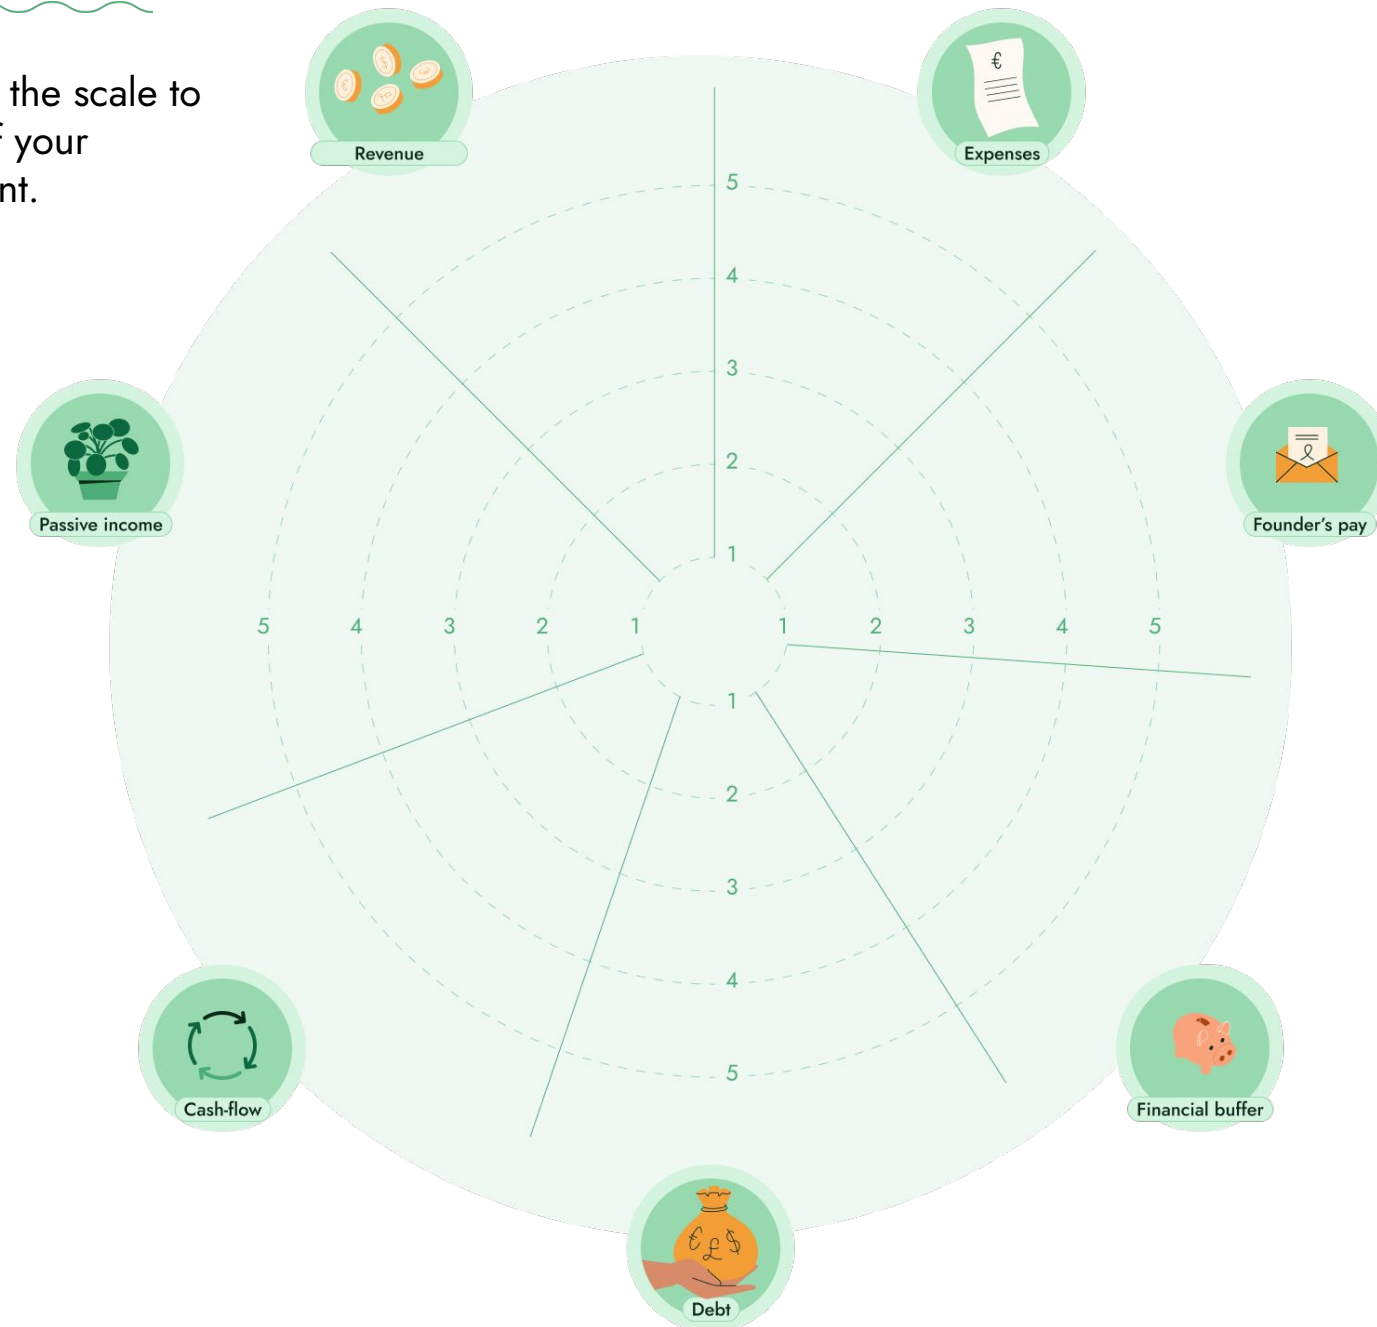 the scale to
your
nt.
Revenue
€
Expenses
5
4
3
2
1
Passive income
Founder's pay
5 4 3 2 1 1 2 3 4 5
1
2
3
4
5
Cash-flow
Financial buffer
€ £ $
Debt